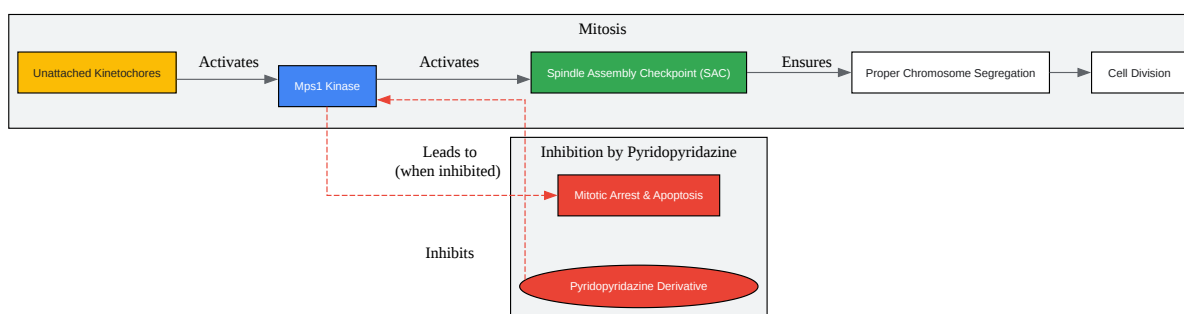 Mitosis
Unattached Kinetochores
Activates
Mps1 Kinase
Activates
Spindle Assembly Checkpoint (SAC)
Ensures
Proper Chromosome Segregation
Cell Division
Leads to
(when inhibited)
Inhibition by Pyridopyridazine
Mitotic Arrest & Apoptosis
Inhibits
Pyridopyridazine Derivative